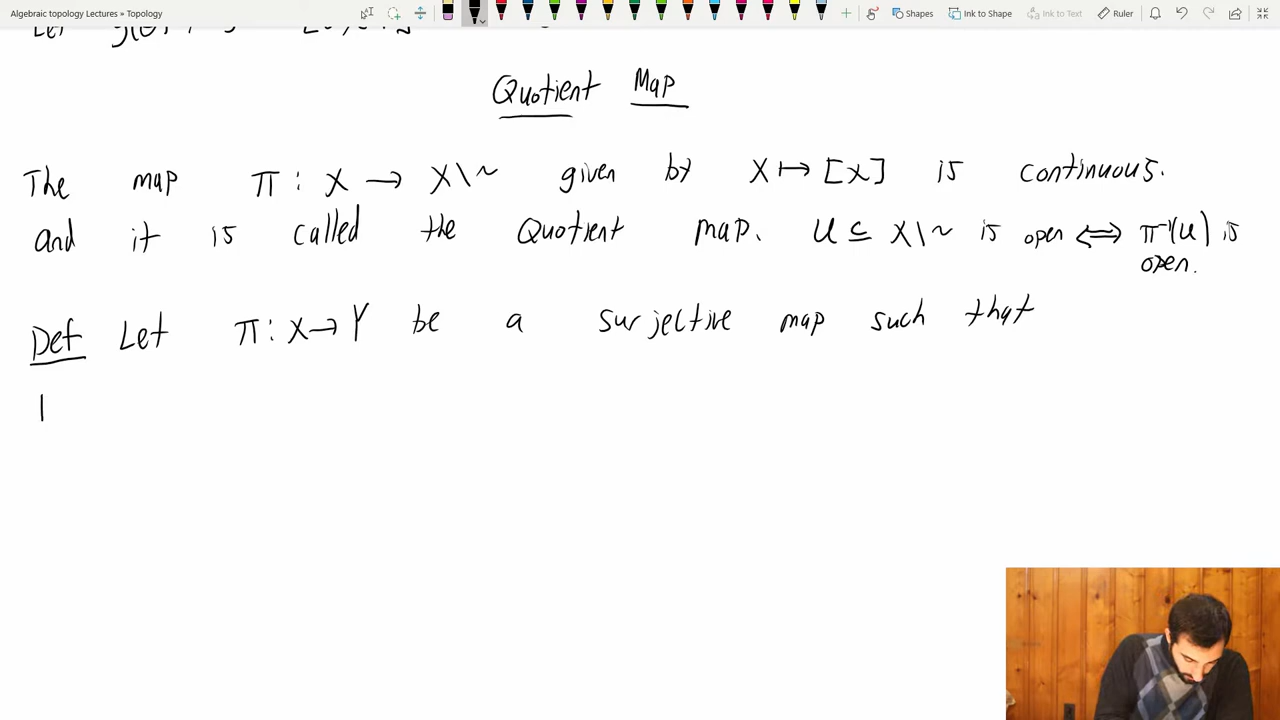 Algebraic topology Lectures » Topology
Shapes Ink to Shape Ink to Text Ruler
Let
Quotient Map
The map π : X → X\~ given by X ↦ [x] is continuous.
and it is called the Quotient map. U ⊆ X\~ is open ⟺ π⁻¹(U) is
open.
Def Let π : X → Y be a surjective map such that